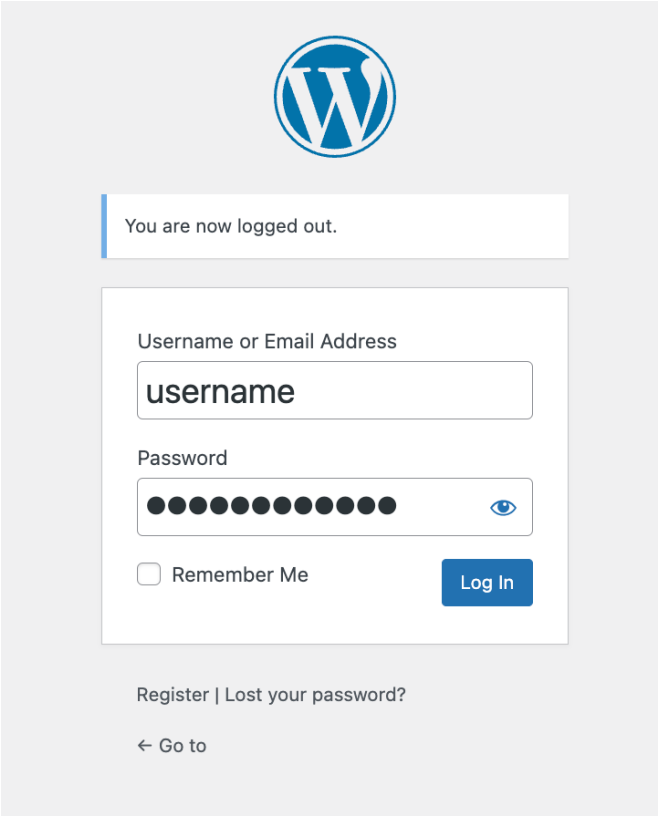 You are now logged out.
Username or Email Address
username
Password
●●●●●●●●●●●●
Remember Me
Log In
Register | Lost your password?
← Go to